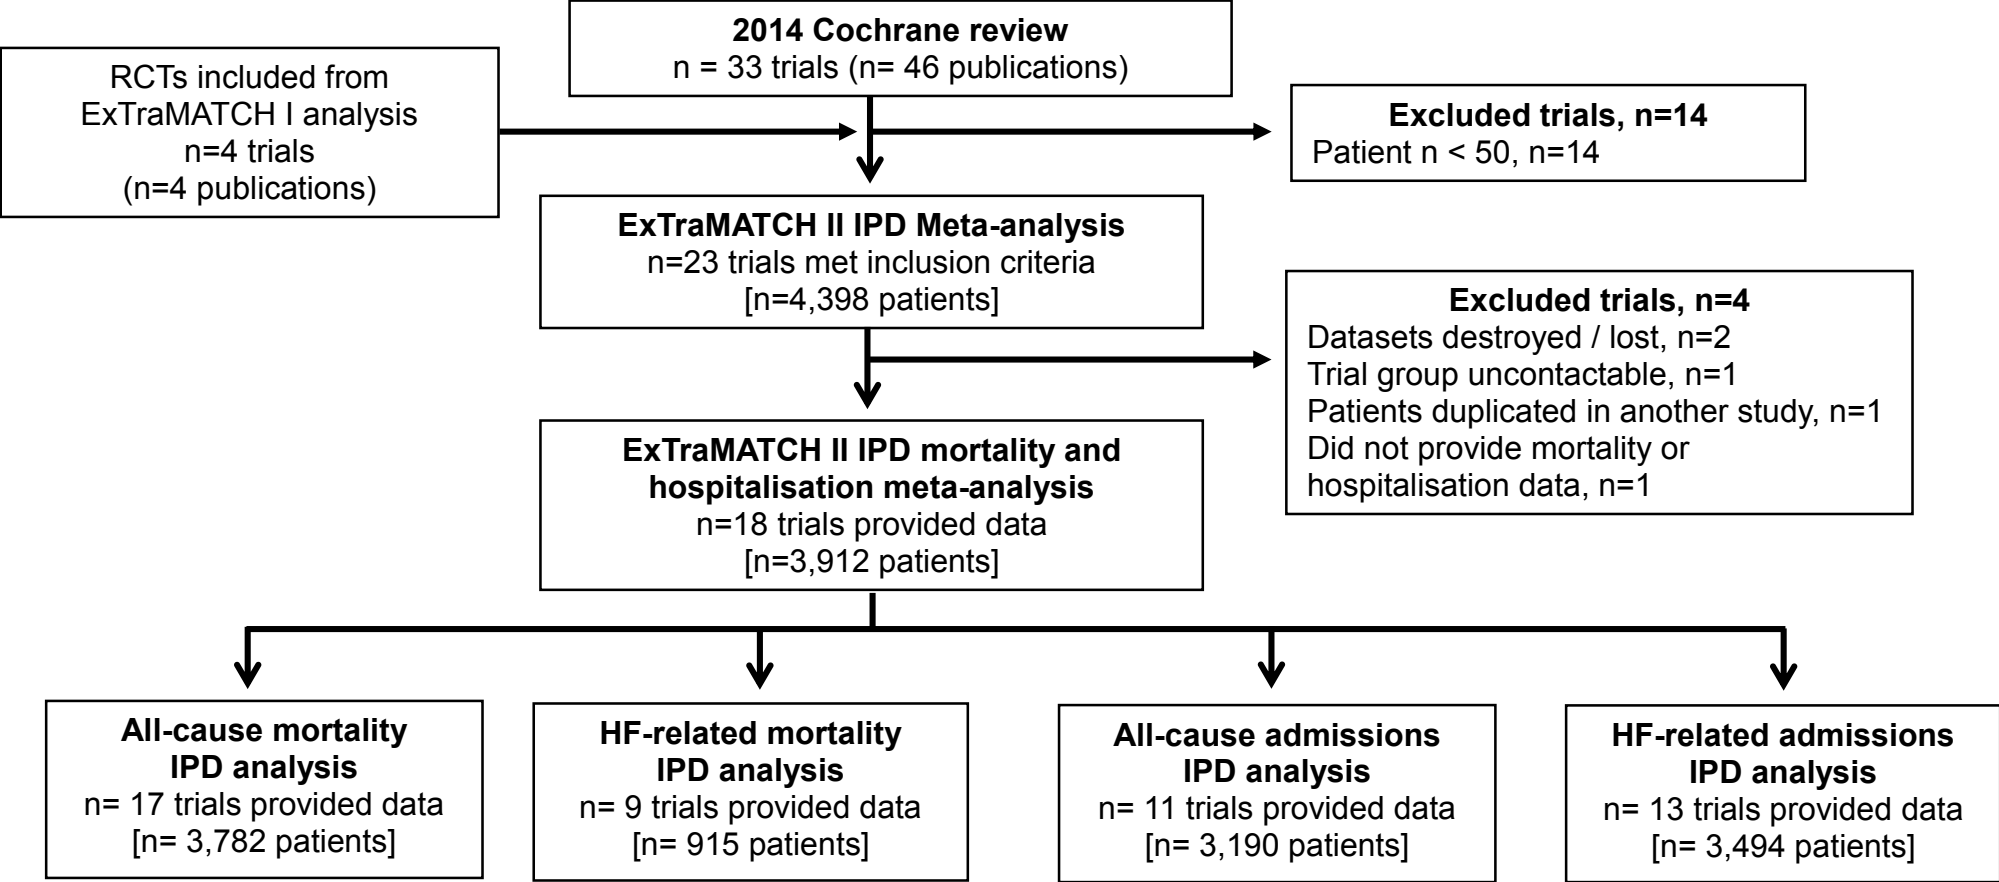 2014 Cochrane review
n = 33 trials (n= 46 publications)
RCTs included from
ExTraMATCH I analysis
n=4 trials
(n=4 publications)
Excluded trials, n=14
Patient n < 50, n=14
ExTraMATCH II IPD Meta-analysis
n=23 trials met inclusion criteria
[n=4,398 patients]
Excluded trials, n=4
Datasets destroyed / lost, n=2
Trial group uncontactable, n=1
Patients duplicated in another study, n=1
Did not provide mortality or
hospitalisation data, n=1
ExTraMATCH II IPD mortality and
hospitalisation meta-analysis
n=18 trials provided data
[n=3,912 patients]
All-cause mortality
IPD analysis
n= 17 trials provided data
[n= 3,782 patients]
HF-related mortality
IPD analysis
n= 9 trials provided data
[n= 915 patients]
All-cause admissions
IPD analysis
n= 11 trials provided data
[n= 3,190 patients]
HF-related admissions
IPD analysis
n= 13 trials provided data
[n= 3,494 patients]